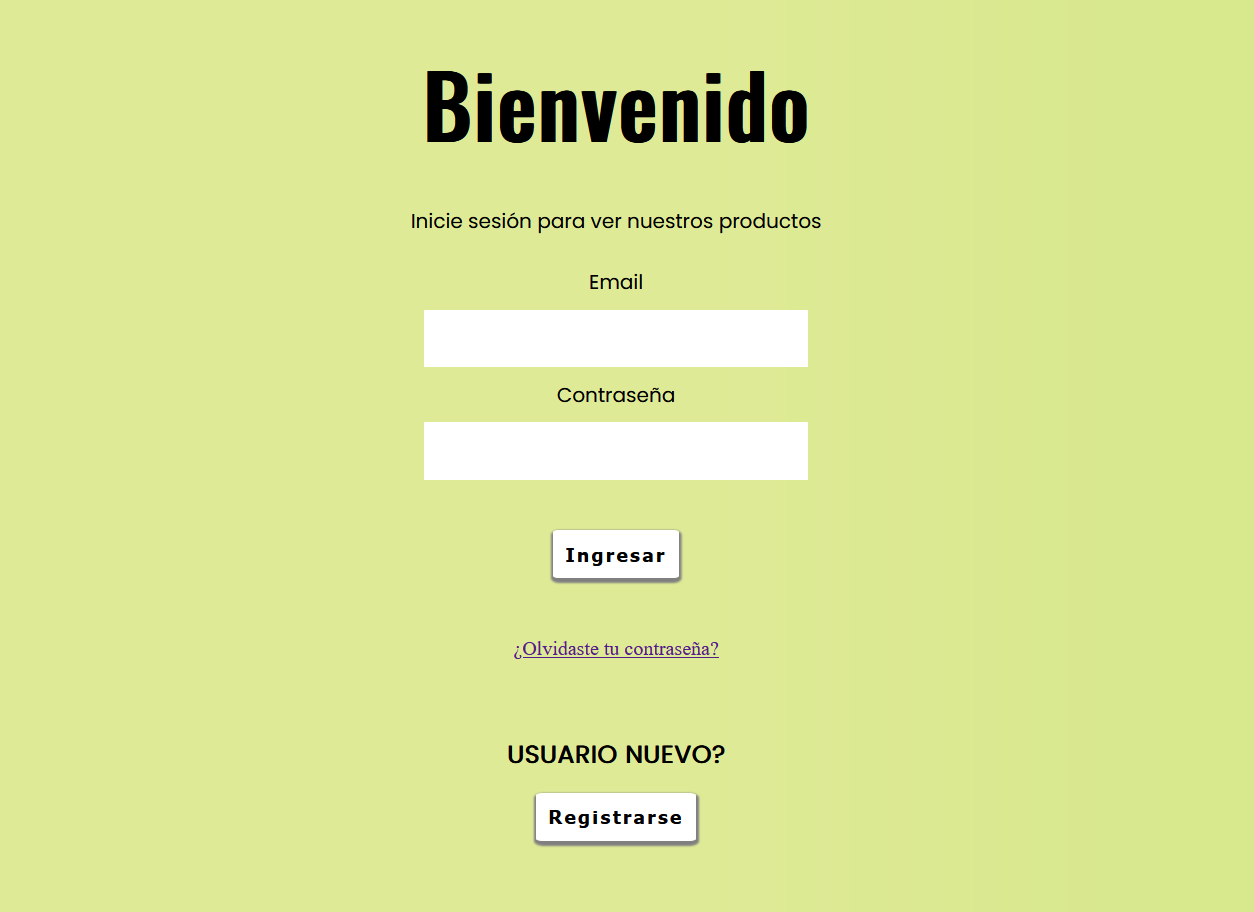 Bienvenido
Inicie sesión para ver nuestros productos
Email
Contraseña
Ingresar
¿Olvidaste tu contraseña?
USUARIO NUEVO?
Registrarse